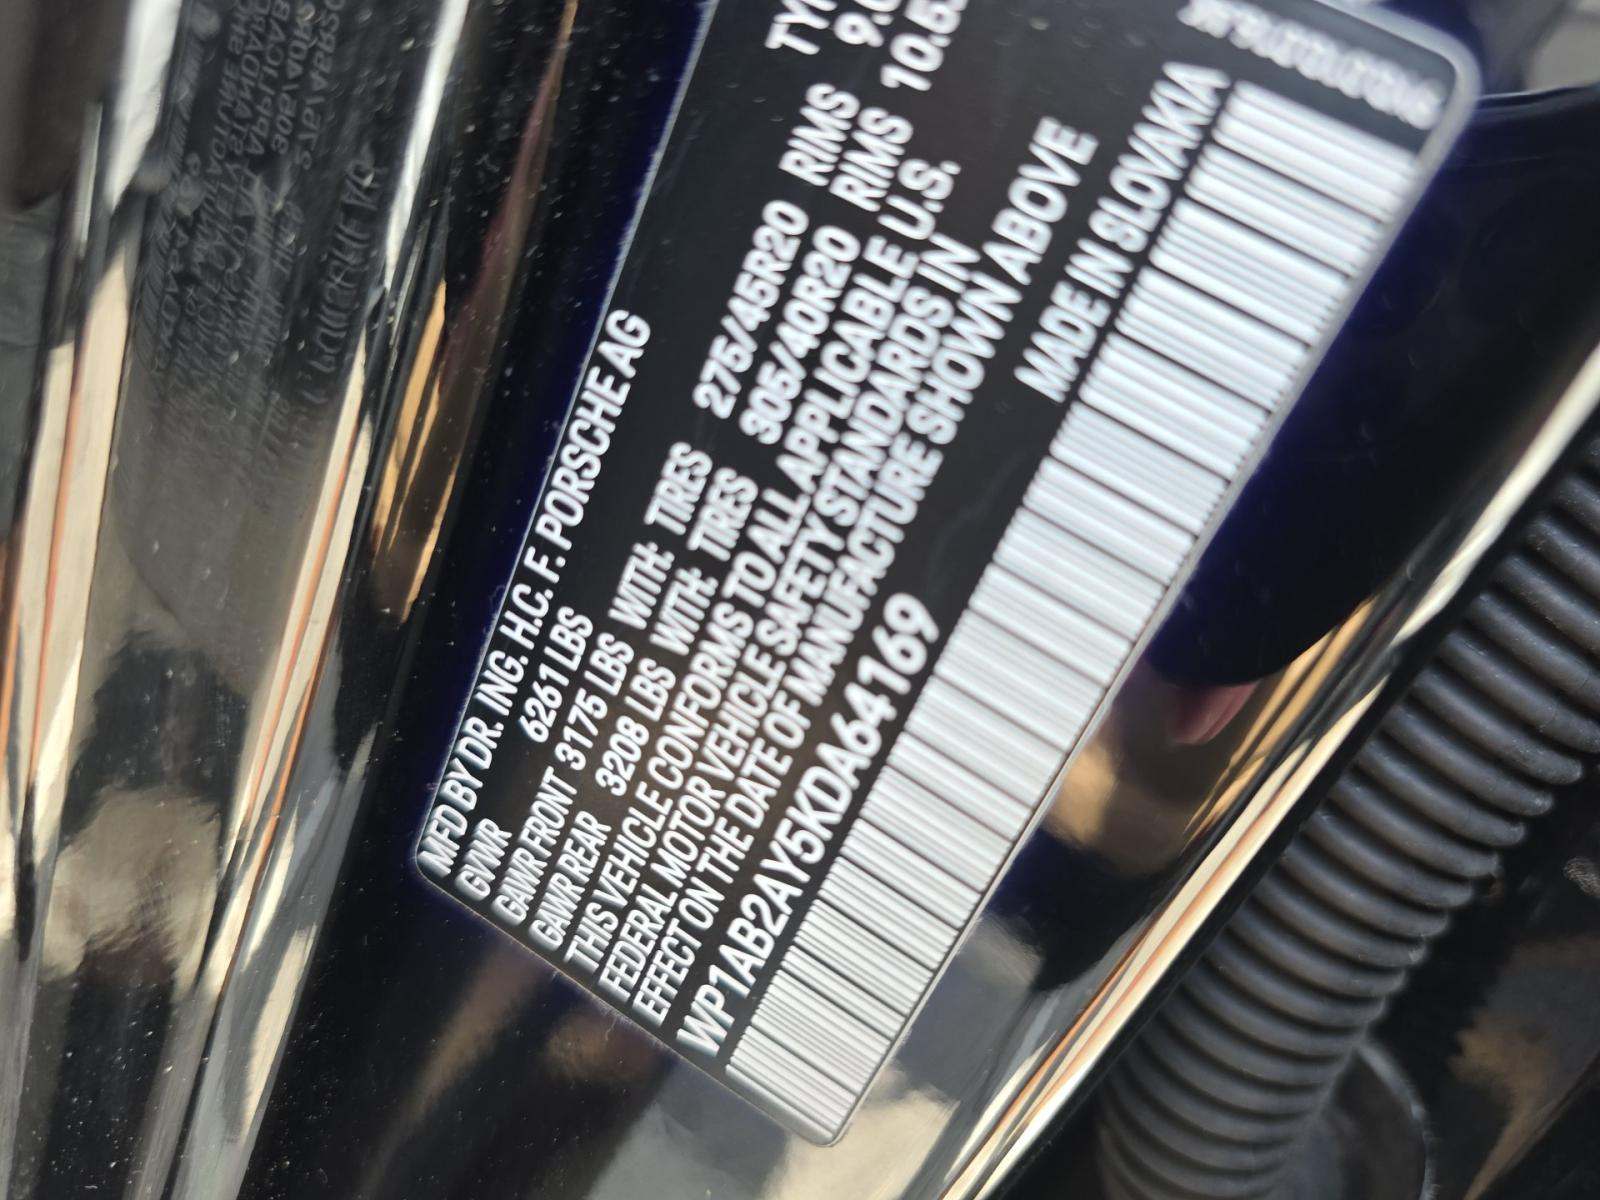 MFD BY DR. ING. H.C. F. PORSCHE AG
GVWR 6261 LBS
GAWR FRONT 3175 LBS WITH: TIRES 275/45R20 RIMS
GAWR REAR 3208 LBS WITH: TIRES 305/40R20 RIMS
THIS VEHICLE CONFORMS TO ALL APPLICABLE U.S.
FEDERAL MOTOR VEHICLE SAFETY STANDARDS IN
EFFECT ON THE DATE OF MANUFACTURE SHOWN ABOVE
WP1AB2AY5KDA64169
MADE IN SLOVAKIA